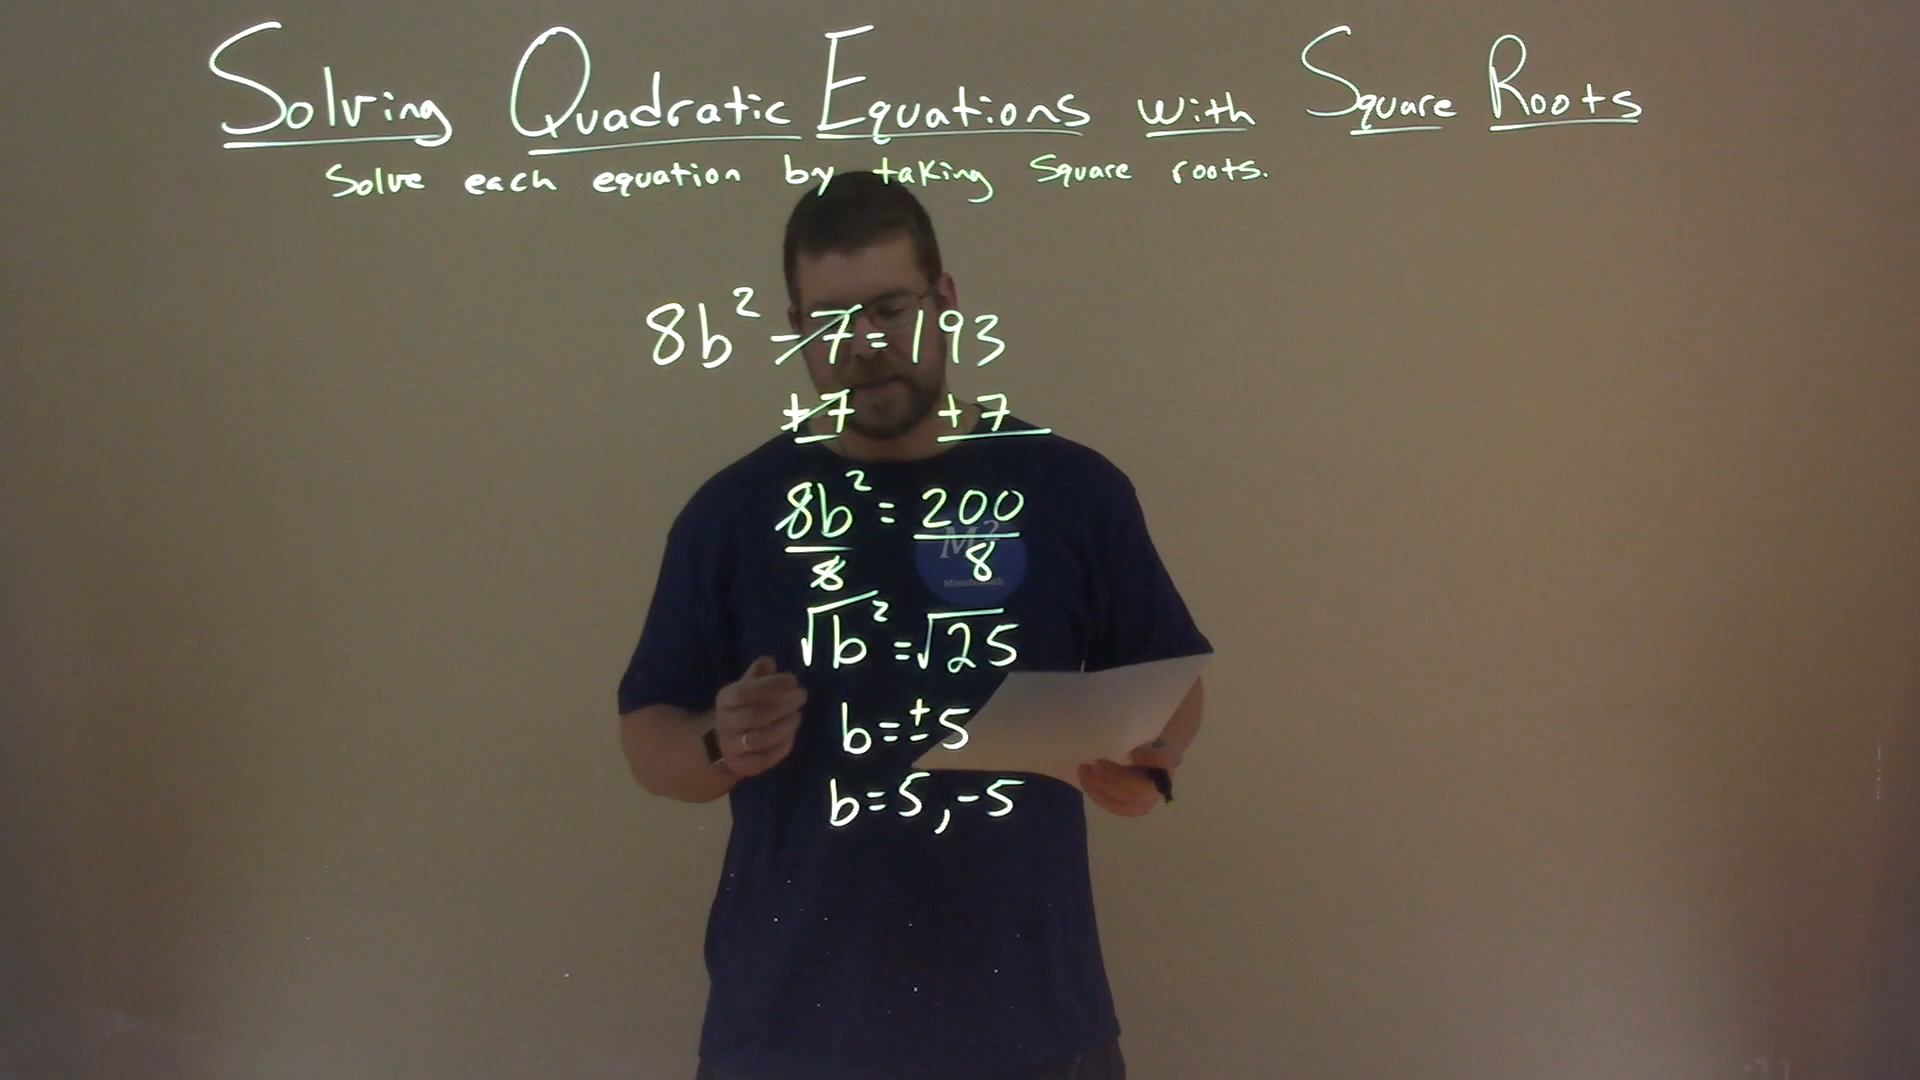 Solving Quadratic Equations with Square Roots
Solve each equation by taking square roots.
8b² - 7 = 193
+7 +7
8b² = 200
8 8
√b² = √25
b = ±5
b = 5, -5
M²